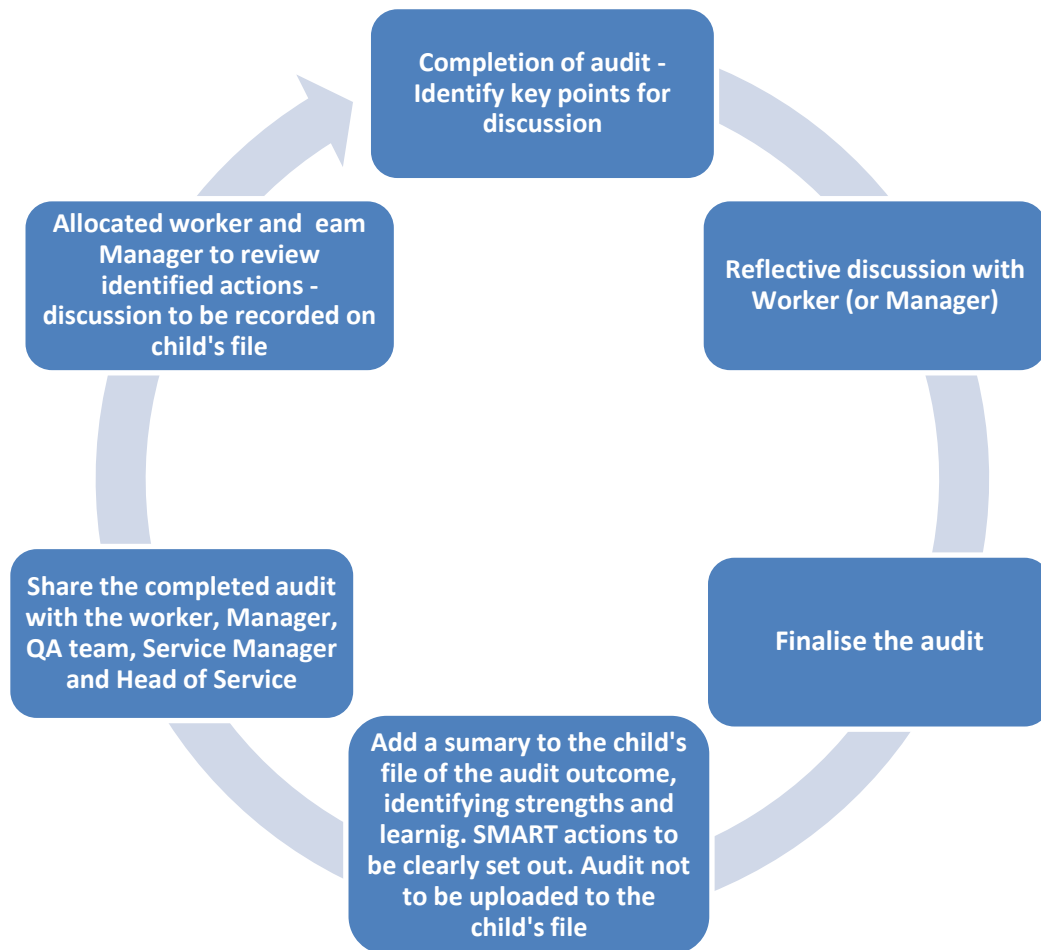 Completion of audit -
Identify key points for
discussion
Reflective discussion with
Worker (or Manager)
Finalise the audit
Add a sumary to the child's
file of the audit outcome,
identifying strengths and
learnig. SMART actions to
be clearly set out. Audit not
to be uploaded to the
child's file
Share the completed audit
with the worker, Manager,
QA team, Service Manager
and Head of Service
Allocated worker and  eam
Manager to review
identified actions -
discussion to be recorded on
child's file